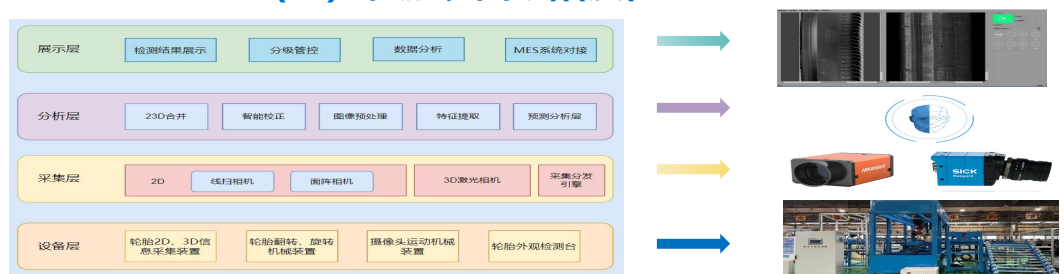 展示层
检测结果展示
分级管控
数据分析
MES系统对接
分析层
23D合并
智能校正
图像预处理
特征提取
预测分析层
采集层
2D
线扫相机
面阵相机
3D激光相机
采集分发
引擎
设备层
轮胎2D、3D信
息采集装置
轮胎翻转、旋转
机械装置
摄像头运动机械
装置
轮胎外观检测台
OK
HIKROBOT
SICK